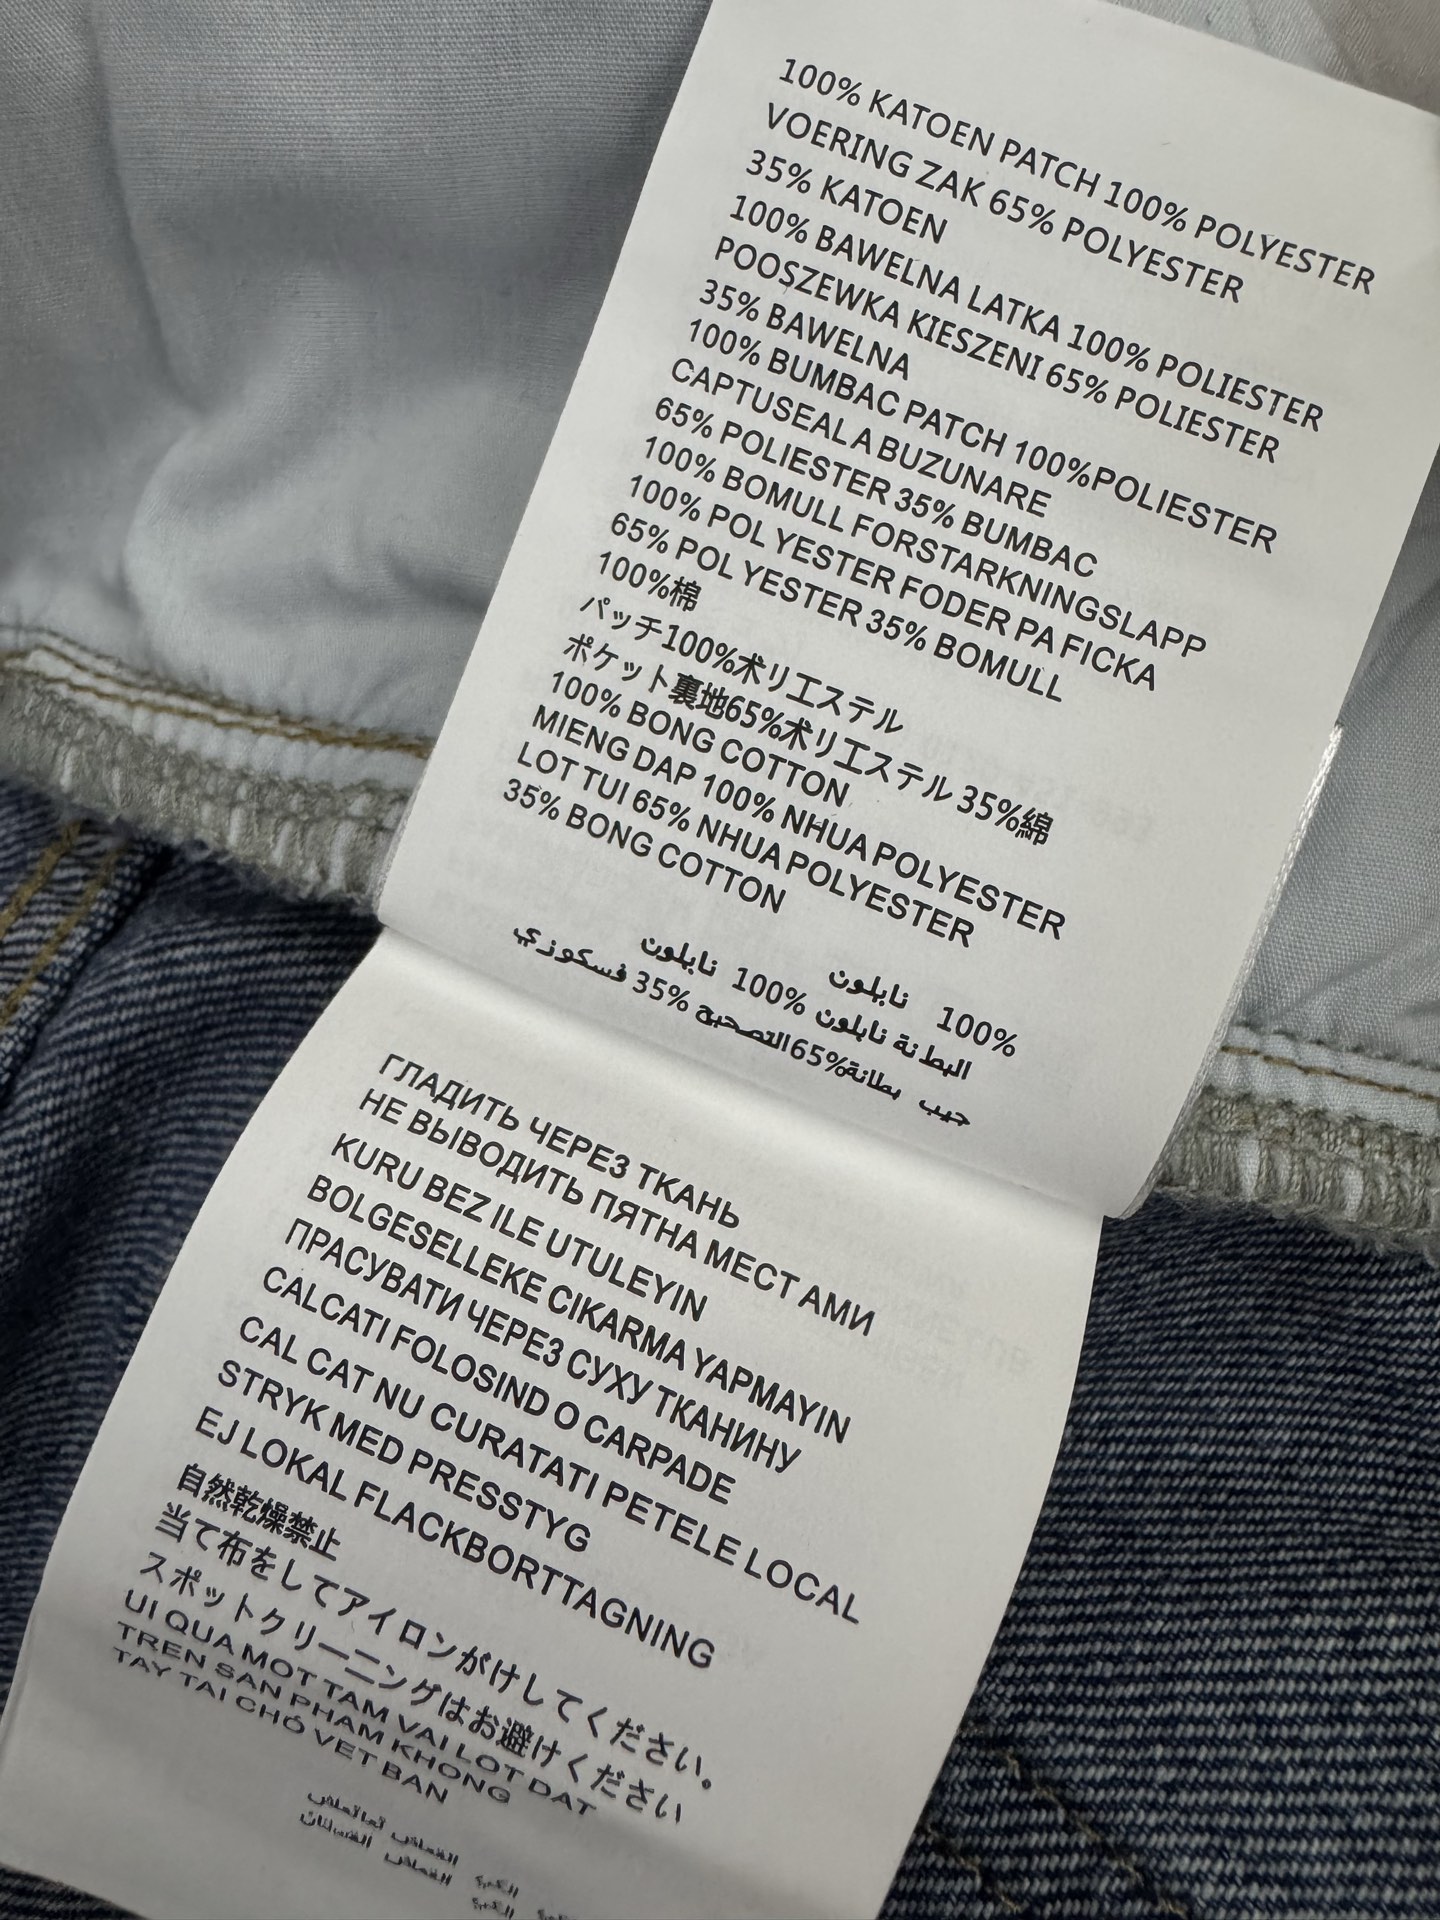 100% KATOEN PATCH 100% POLYESTER
VOERING ZAK 65% POLYESTER
35% KATOEN
100% BAWELNA LATKA 100% POLIESTER
POOSZEWKA KIESZENI 65% POLIESTER
35% BAWELNA
100% BUMBAC PATCH 100%POLIESTER
CAPTUSEALA BUZUNARE
65% POLIESTER 35% BUMBAC
100% BOMULL FORSTARKNINGSLAPP
100% POL YESTER FODER PA FICKA
65% POL YESTER 35% BOMULL
100%棉
パッチ100%ポリエステル
ポケット裏地65%ポリエステル 35%綿
100% BONG COTTON
MIENG DAP 100% NHUA POLYESTER
LOT TUI 65% NHUA POLYESTER
35% BONG COTTON
100% نايلون
البطانة نايلون 100% نايلون
جيب بطانة65%التصحيح 35% فسكوزي
ГЛАДИТЬ ЧЕРЕЗ ТКАНЬ
НЕ ВЫВОДИТЬ ПЯТНА МЕСТ АМИ
KURU BEZ ILE UTULEYIN
BOLGESELLEKE CIKARMA YAPMAYIN
ПРАСУВАТИ ЧЕРЕЗ СУХУ ТКАНИНУ
CALCATI FOLOSIND O CARPADE
CAL CAT NU CURATATI PETELE LOCAL
STRYK MED PRESSTYG
EJ LOKAL FLACKBORTTAGNING
自然乾燥禁止
当て布をしてアイロンがけしてください。
スポットクリーニングはお避けください
UI QUA MOT TAM VAI LOT DAT
TREN SAN PHAM KHONG
TAY TAI CHO VET BAN